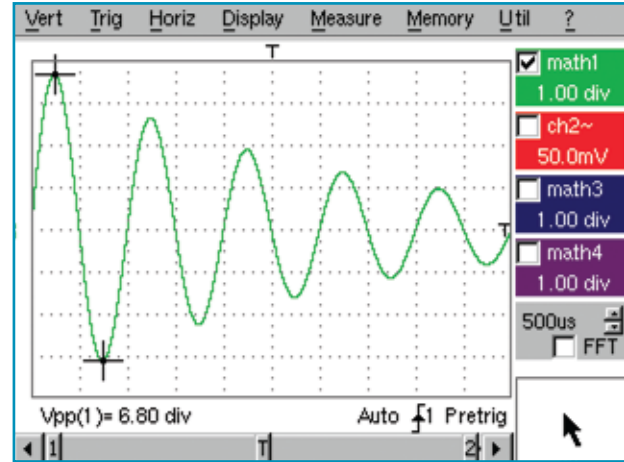 Vert Trig Horiz Display Measure Memory Util ?
T
math1
1.00 div
ch2~
50.0mV
math3
1.00 div
T
math4
1.00 div
500us
FFT
Vpp(1)= 6.80 div Auto 1 Pretrig
1 T 2